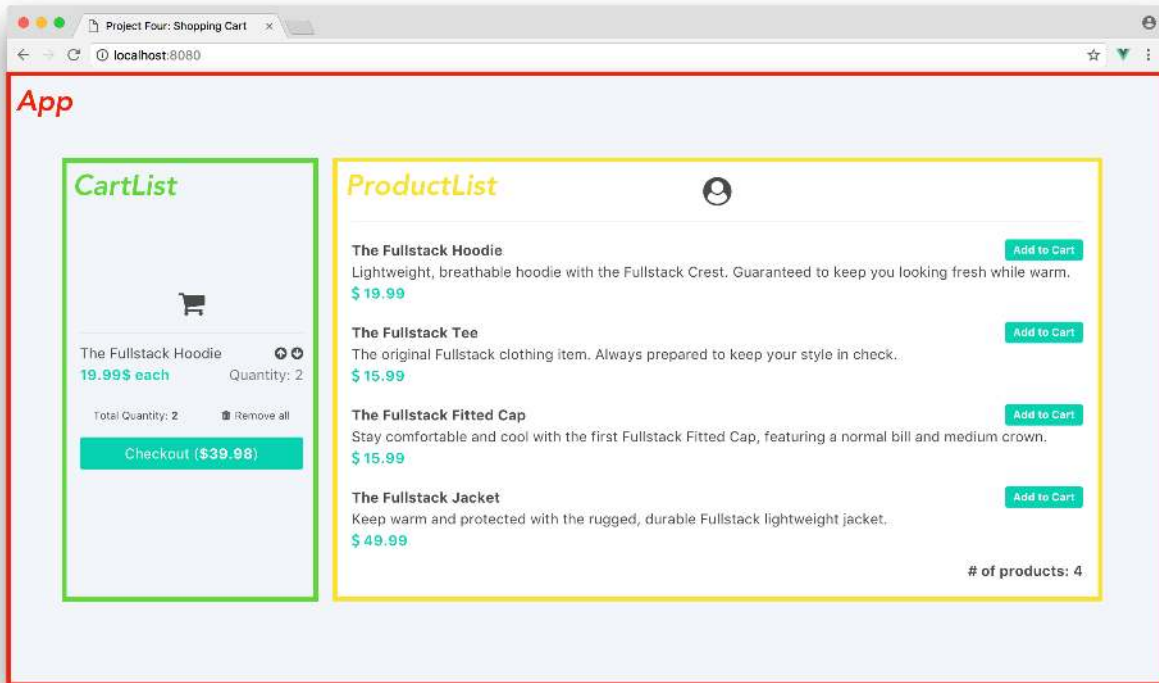 Project Four: Shopping Cart
localhost:8080
App
CartList
The Fullstack Hoodie
19.99$ each Quantity: 2
Total Quantity: 2 Remove all
Checkout ($39.98)
ProductList
The Fullstack Hoodie Add to Cart
Lightweight, breathable hoodie with the Fullstack Crest. Guaranteed to keep you looking fresh while warm.
$ 19.99
The Fullstack Tee Add to Cart
The original Fullstack clothing item. Always prepared to keep your style in check.
$ 15.99
The Fullstack Fitted Cap Add to Cart
Stay comfortable and cool with the first Fullstack Fitted Cap, featuring a normal bill and medium crown.
$ 15.99
The Fullstack Jacket Add to Cart
Keep warm and protected with the rugged, durable Fullstack lightweight jacket.
$ 49.99
# of products: 4